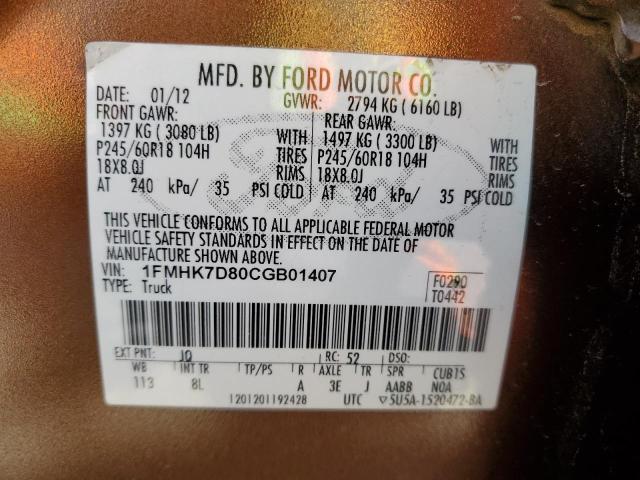 MFD. BY FORD MOTOR CO.
DATE: 01/12 GVWR: 2794 KG ( 6160 LB)
FRONT GAWR: REAR GAWR:
1397 KG ( 3080 LB) WITH 1497 KG ( 3300 LB) WITH
P245/60R18 104H TIRES P245/60R18 104H TIRES
18X8.0J RIMS 18X8.0J RIMS
AT 240 kPa/ 35 PSI COLD AT 240 kPa/ 35 PSI COLD
THIS VEHICLE CONFORMS TO ALL APPLICABLE FEDERAL MOTOR
VEHICLE SAFETY STANDARDS IN EFFECT ON THE DATE OF
MANUFACTURE SHOWN ABOVE.
VIN: 1FMHK7D80CGB01407 F0290
TYPE: Truck T0442
EXT PNT: JQ RC: 52 DSO:
WB INT TR TP/PS R AXLE TR SPR CUBTS
113 8L A 3E J AABB NOA
1201201192428 UTC ▽5U5A-1520472-BA